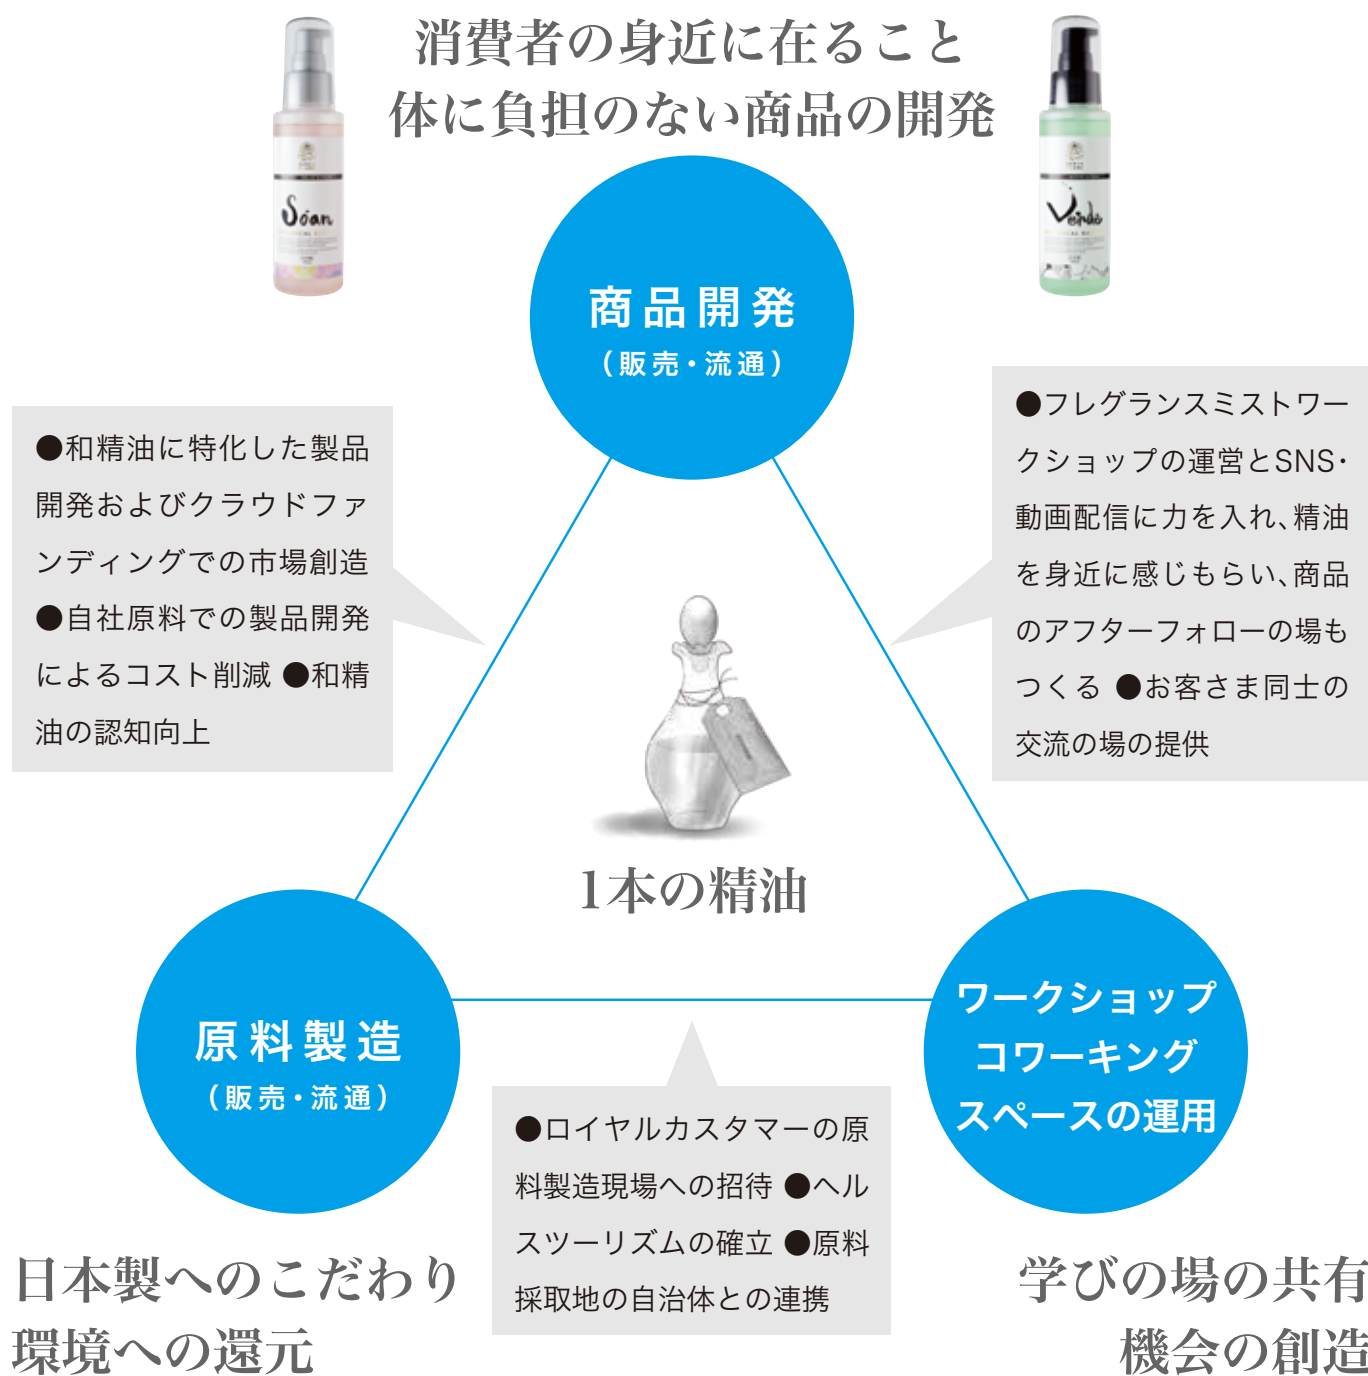 消費者の身近に在ること
体に負担のない商品の開発
Sóan
商品開発
（販売・流通）
●和精油に特化した製品
開発およびクラウドファ
ンディングでの市場創造
●自社原料での製品開発
によるコスト削減 ●和精
油の認知向上
●フレグランスミストワー
クショップの運営とSNS・
動画配信に力を入れ、精油
を身近に感じもらい、商品
のアフターフォローの場も
つくる ●お客さま同士の
交流の場の提供
1本の精油
原料製造
（販売・流通）
ワークショップ
コワーキング
スペースの運用
●ロイヤルカスタマーの原
料製造現場への招待 ●ヘル
スツーリズムの確立 ●原料
採取地の自治体との連携
日本製へのこだわり
環境への還元
学びの場の共有
機会の創造